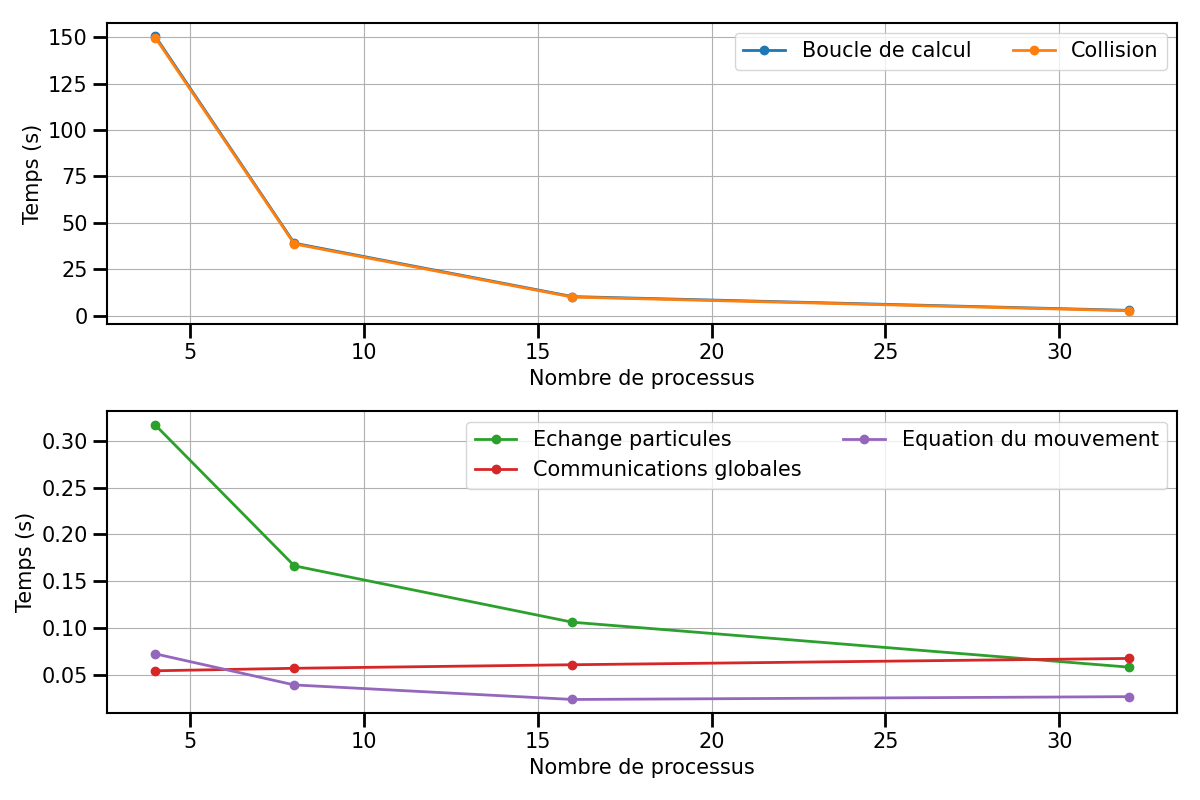 150
125
100
75
50
25
0
Temps (s)
Boucle de calcul
Collision
5
10
15
20
25
30
Nombre de processus
0.30
0.25
0.20
0.15
0.10
0.05
Temps (s)
Echange particules
Communications globales
Equation du mouvement
5
10
15
20
25
30
Nombre de processus